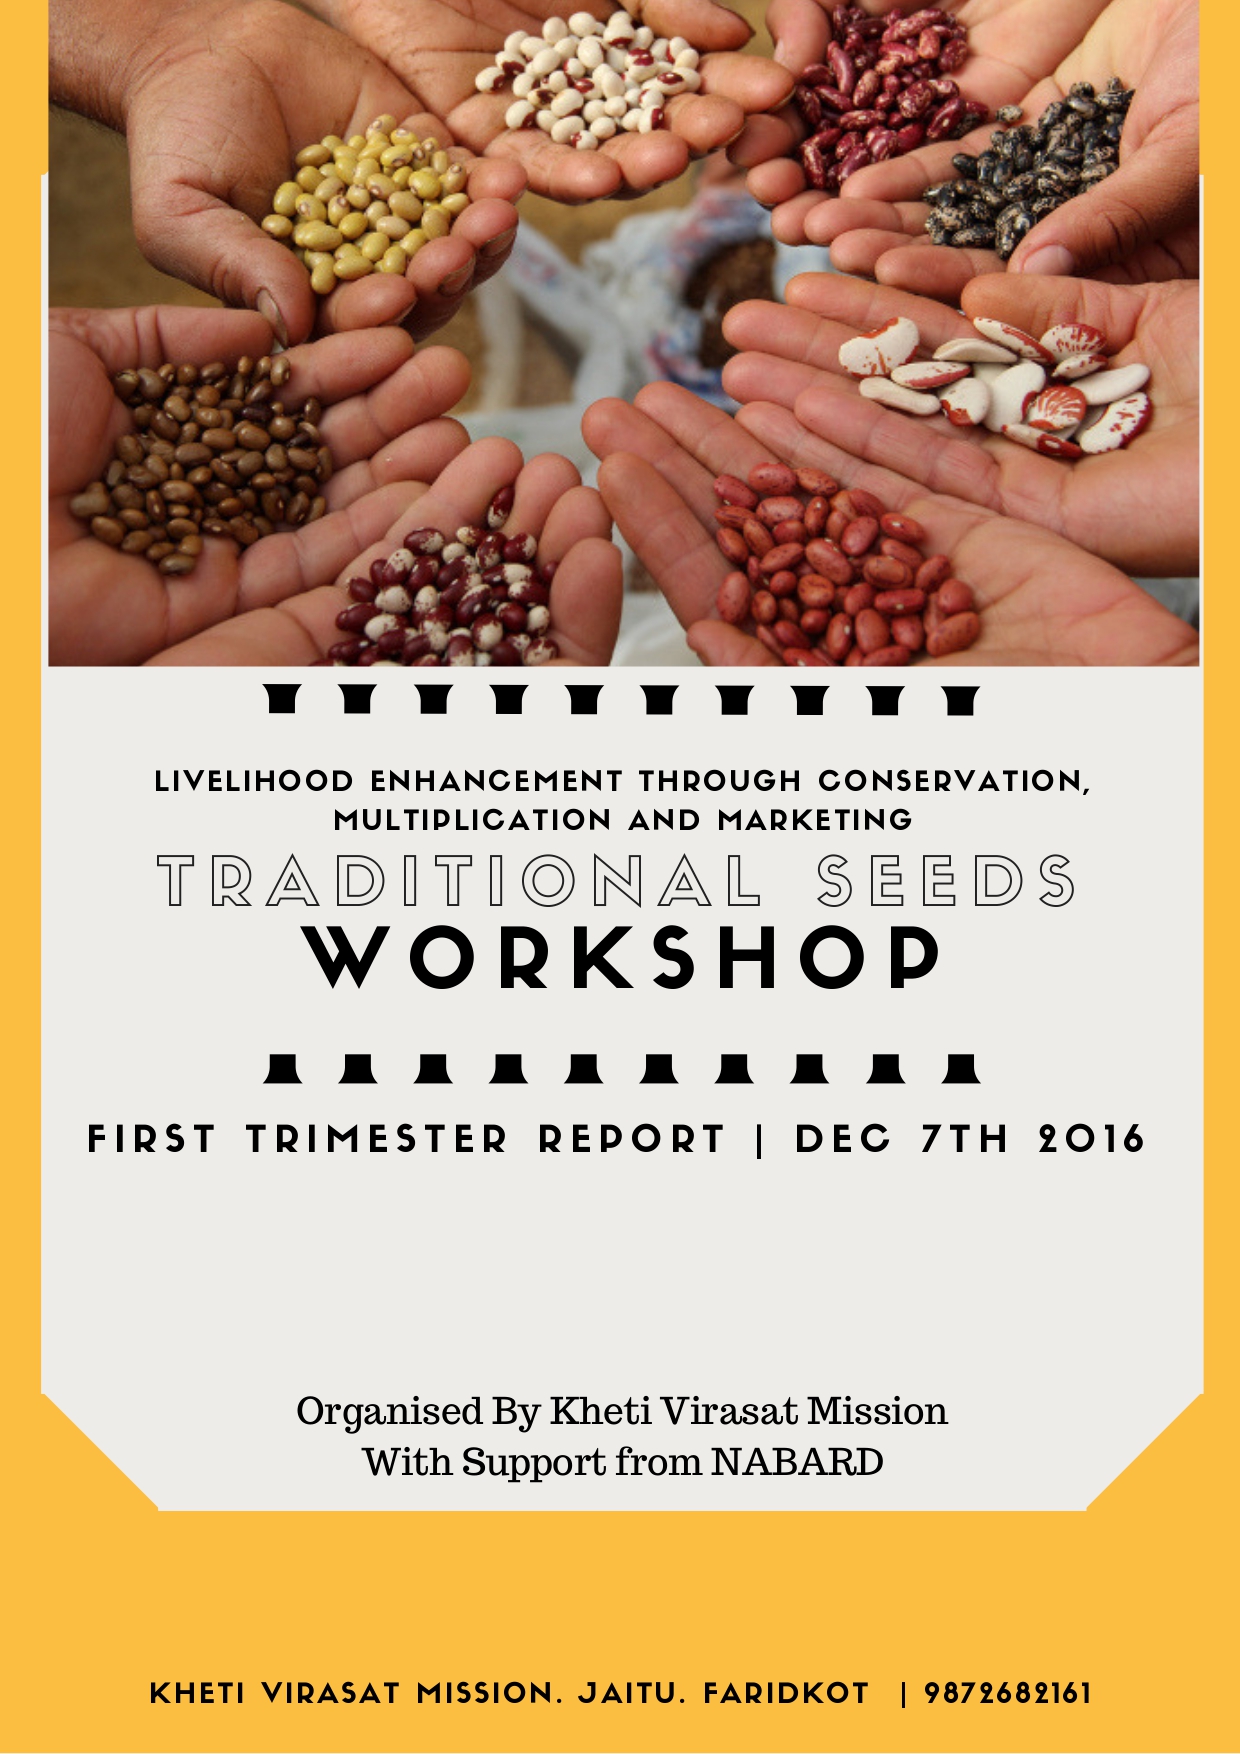 LIVELIHOOD ENHANCEMENT THROUGH CONSERVATION,
MULTIPLICATION AND MARKETING
TRADITIONAL SEEDS
WORKSHOP
FIRST TRIMESTER REPORT | DEC 7TH 2016
Organised By Kheti Virasat Mission
With Support from NABARD
KHETI VIRASAT MISSION. JAITU. FARIDKOT | 9872682161